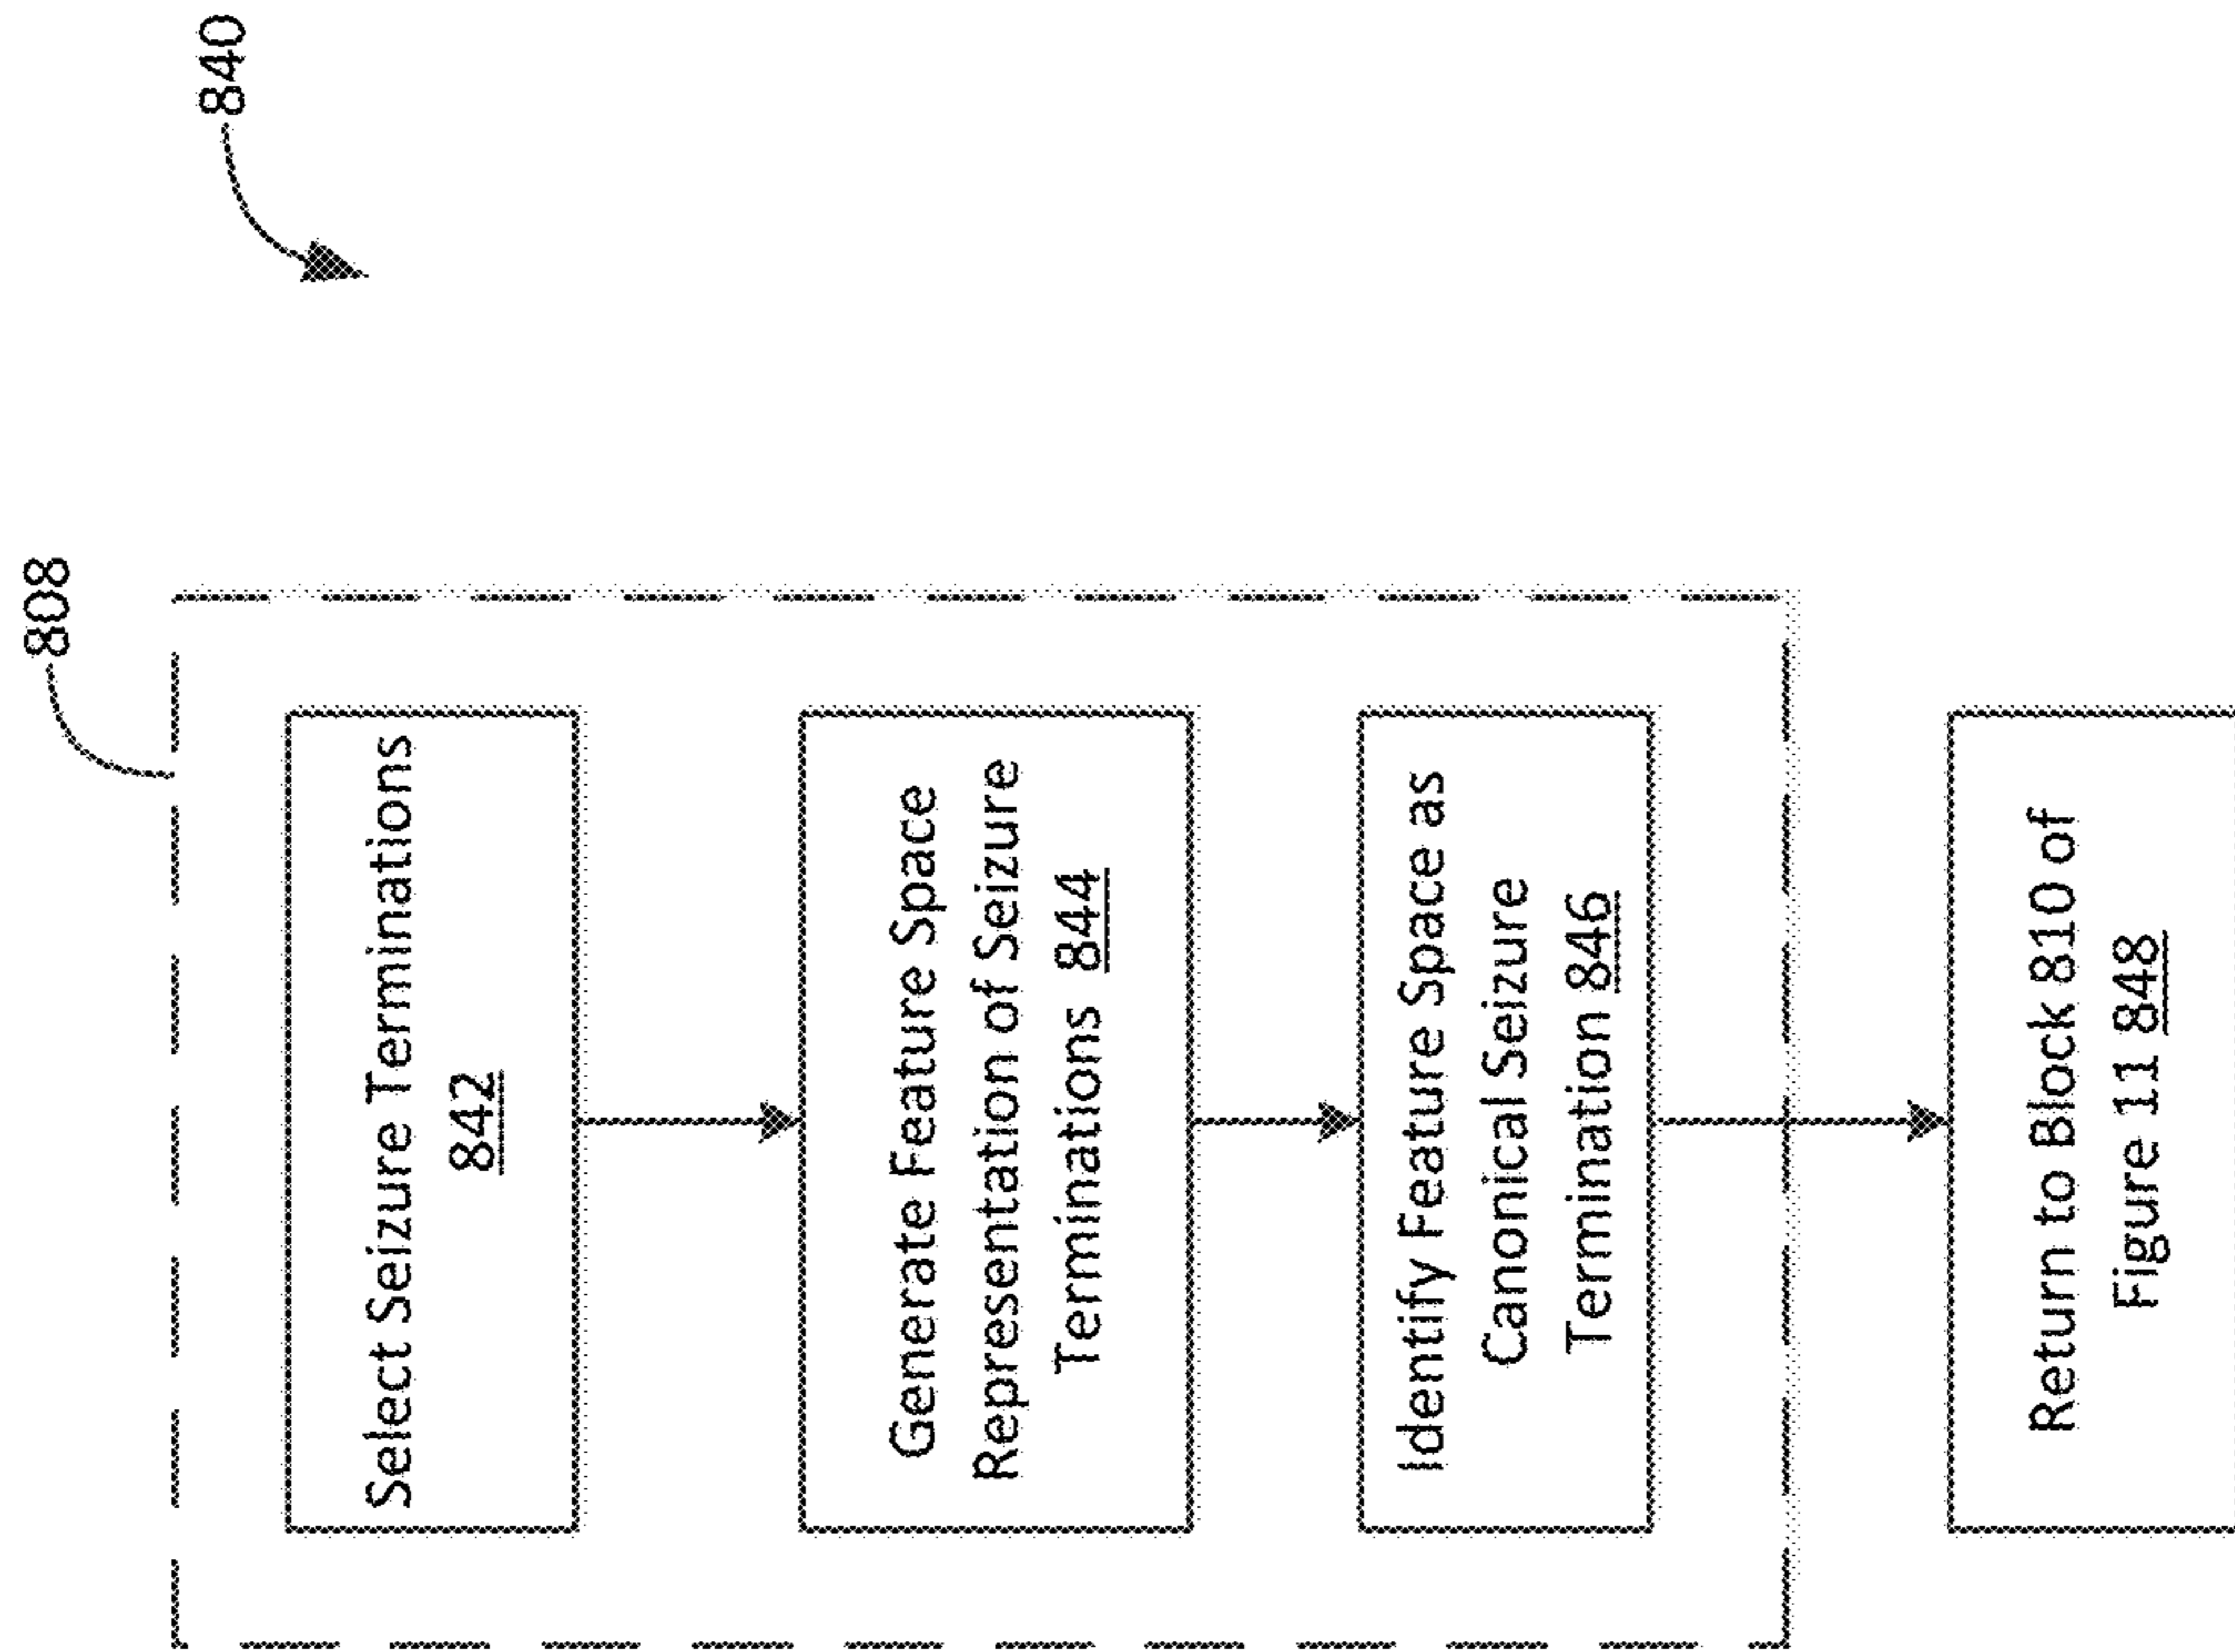 840
808
Select Seizure Terminations
842
Generate Feature Space
Representation of Seizure
Terminations 844
Identify Feature Space as
Canonical Seizure
Termination 846
Return to Block 810 of
Figure 11 848